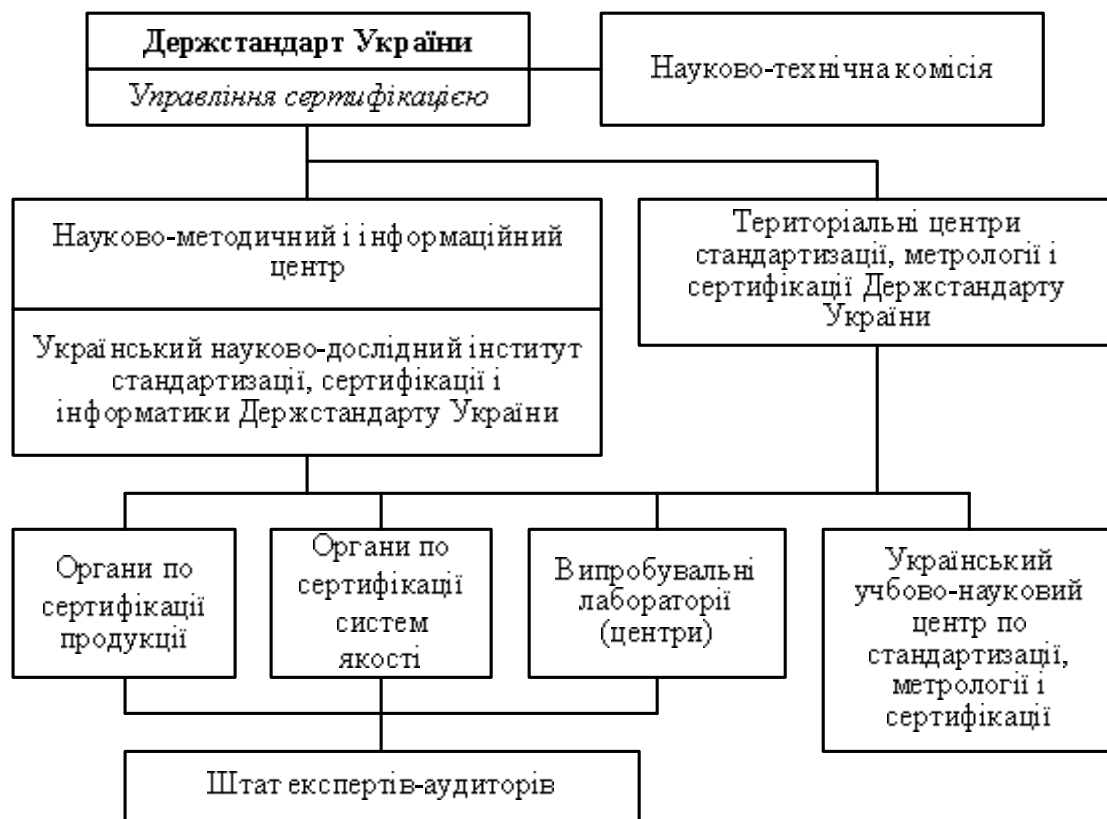 Держстандарт України
Управління сертифікацією
Науково-технічна комісія
Науково-методичний і інформаційний
центр
Український науково-дослідний інститут
стандартизації, сертифікації і
інформатики Держстандарту України
Територіальні центри
стандартизації, метрології і
сертифікації Держстандарту
України
Органи по
сертифікації
продукції
Органи по
сертифікації
систем
якості
Випробувальні
лабораторії
(центри)
Український
учбово-науковий
центр по
стандартизації,
метрології і
сертифікації
Штат експертів-аудиторів